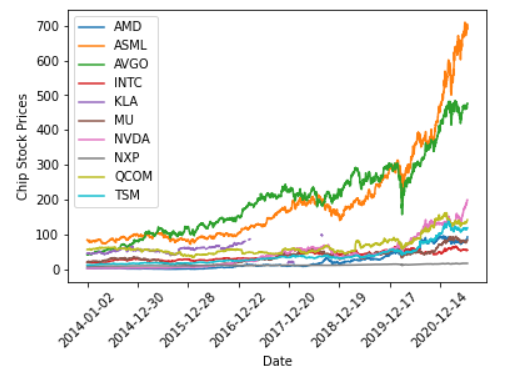 Chip Stock Prices
700
600
500
400
300
200
100
0
AMD
ASML
AVGO
INTC
KLA
MU
NVDA
NXP
QCOM
TSM
2014-01-02
2014-12-30
2015-12-28
2016-12-22
2017-12-20
2018-12-19
2019-12-17
2020-12-14
Date